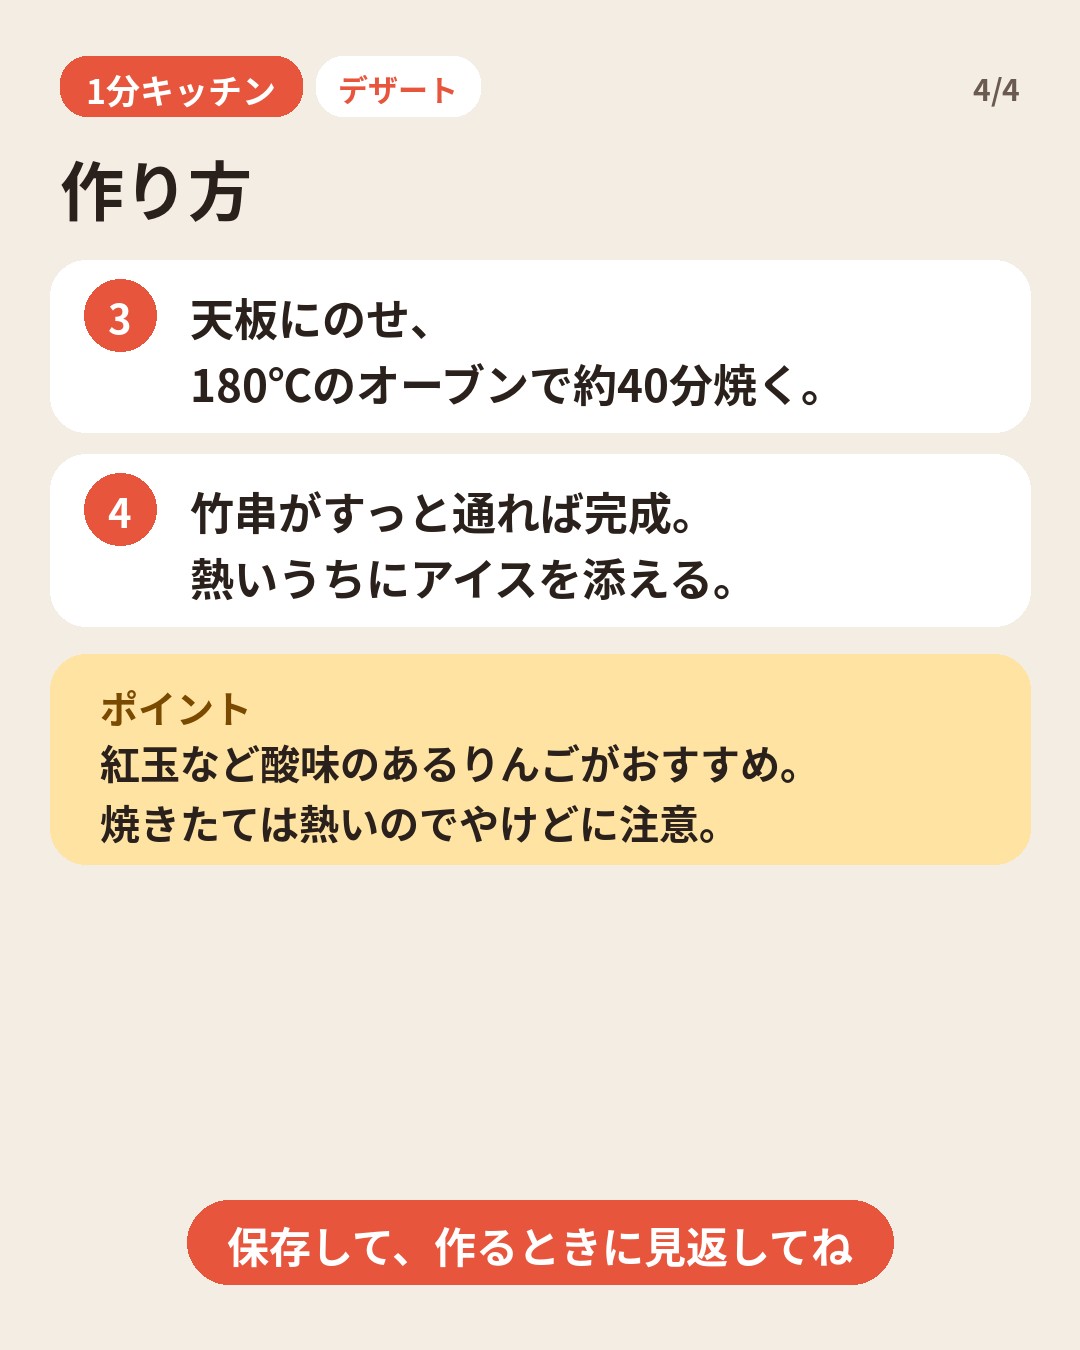 1分キッチン デザート 4/4
作り方
3 天板にのせ、
180℃のオーブンで約40分焼く。
4 竹串がすっと通れば完成。
熱いうちにアイスを添える。
ポイント
紅玉など酸味のあるりんごがおすすめ。
焼きたては熱いのでやけどに注意。
保存して、作るときに見返してね